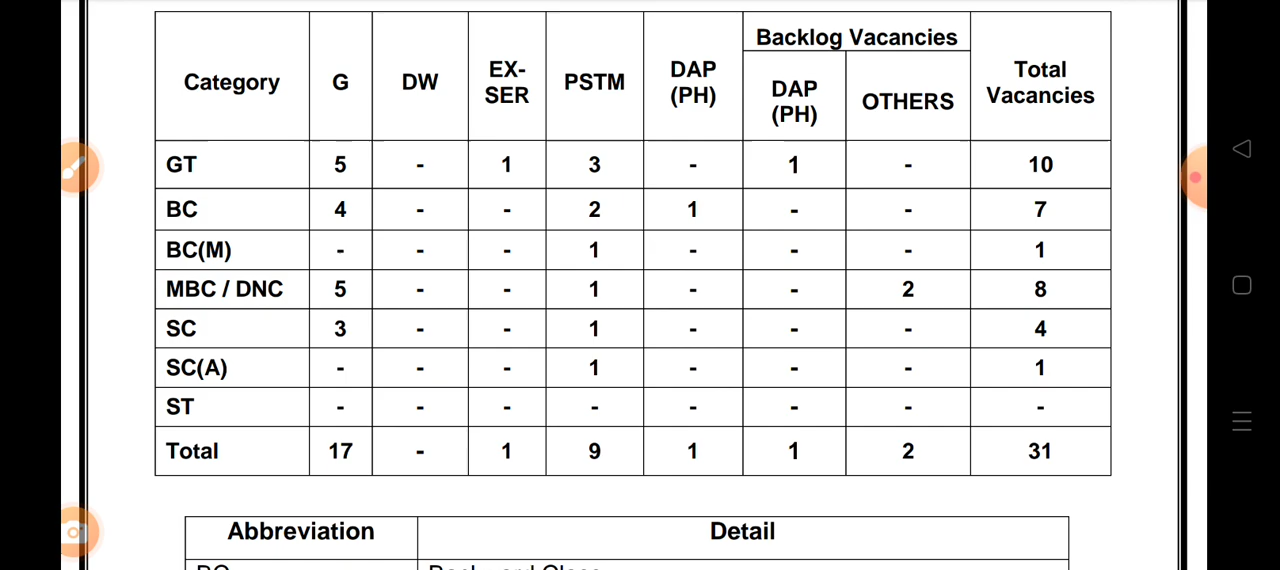 Category G DW EX-SER PSTM DAP (PH) Backlog Vacancies DAP (PH) OTHERS Total Vacancies
GT 5 - 1 3 - 1 - 10
BC 4 - - 2 1 - - 7
BC(M) - - - 1 - - - 1
MBC / DNC 5 - - 1 - - 2 8
SC 3 - - 1 - - - 4
SC(A) - - - 1 - - - 1
ST - - - - - - - -
Total 17 - 1 9 1 1 2 31
Abbreviation Detail